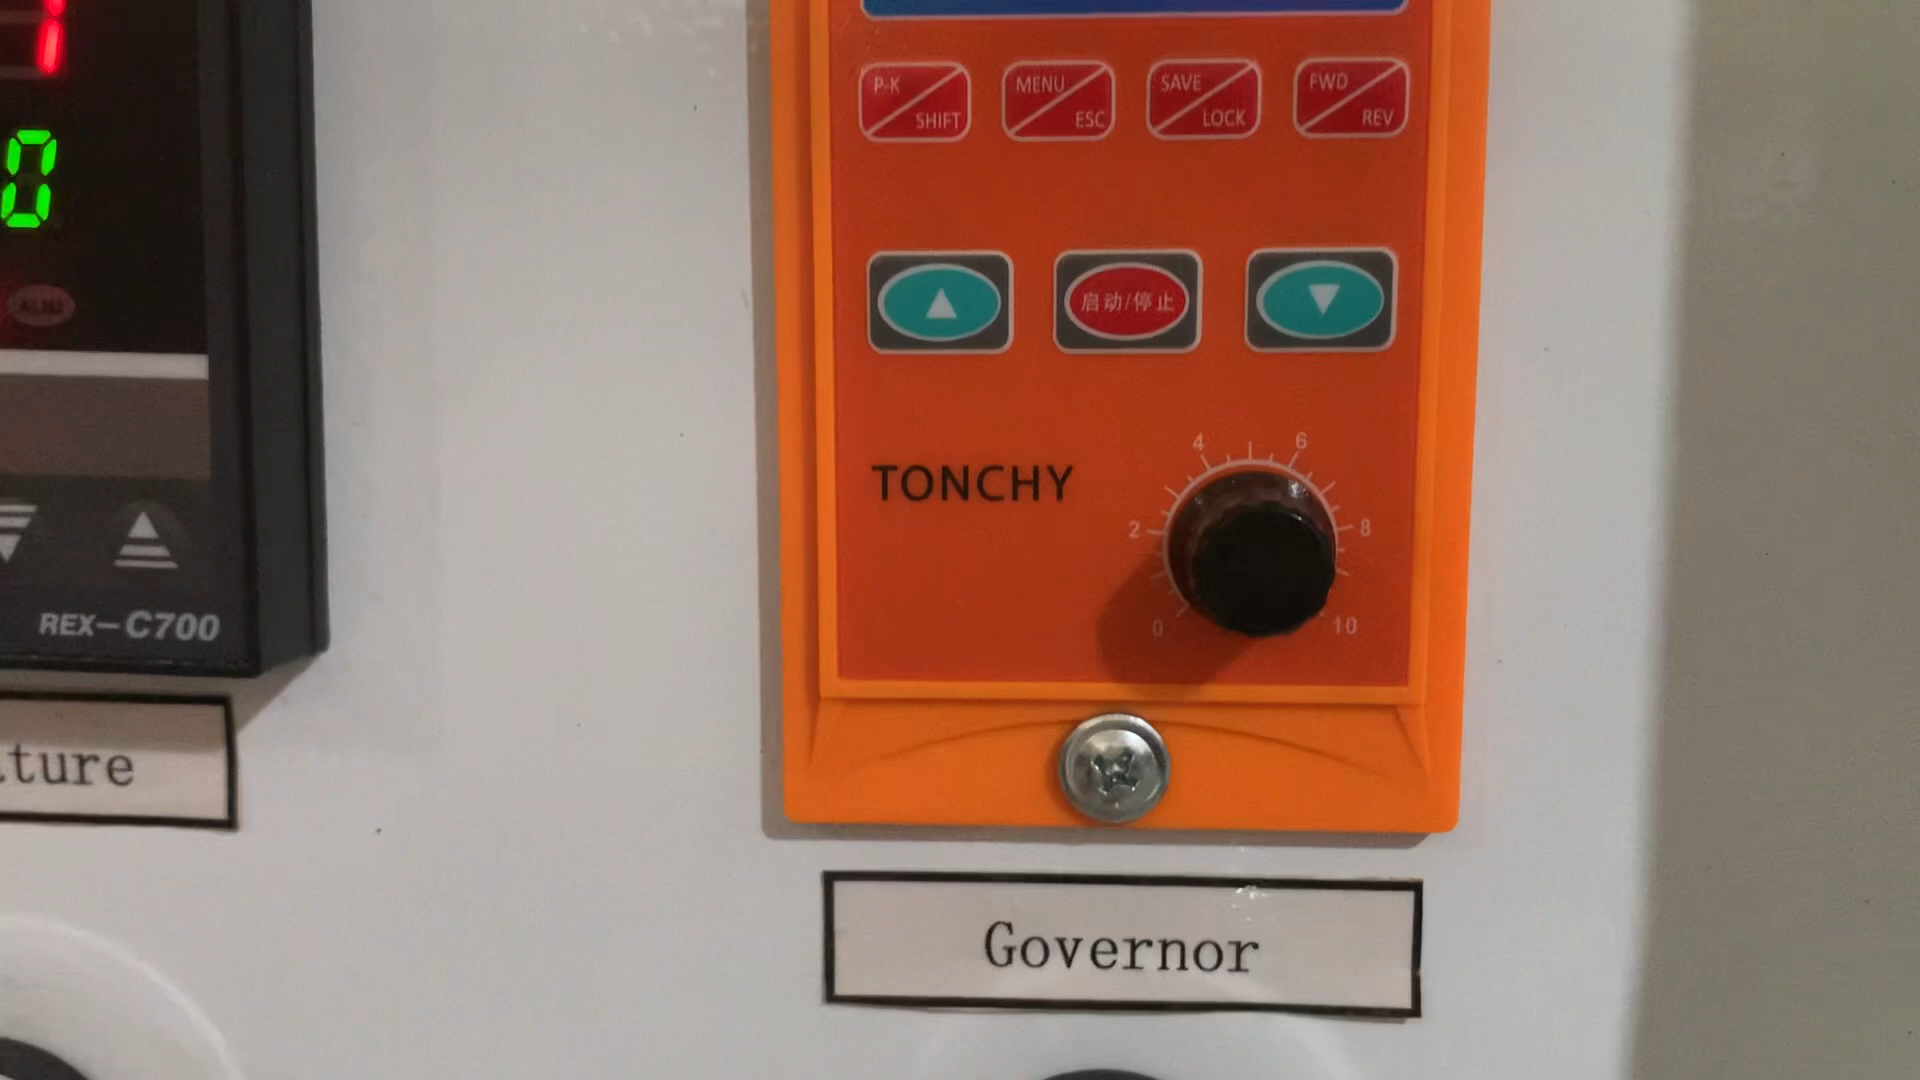 P-K
SHIFT
MENU
ESC
SAVE
LOCK
FWD
REV
0
启动/停止
4
6
TONCHY
2
8
0
10
REX-C700
ture
Governor